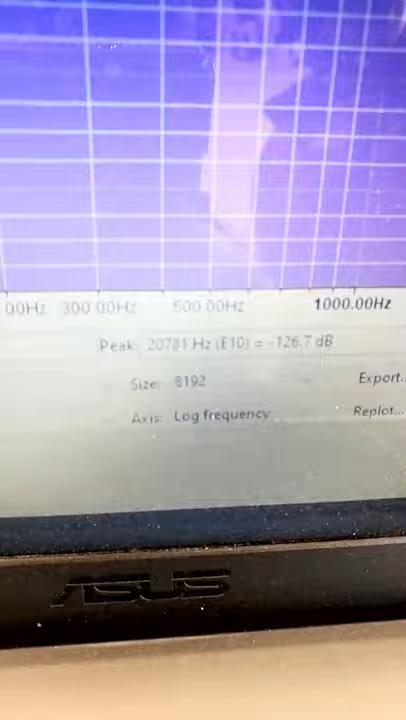 00Hz 300.00Hz 500.00Hz 1000.00Hz
Peak: 20781 Hz (E10) = -126.7 dB
Size: 8192 Export...
Axis: Log frequency Replot...
ASUS